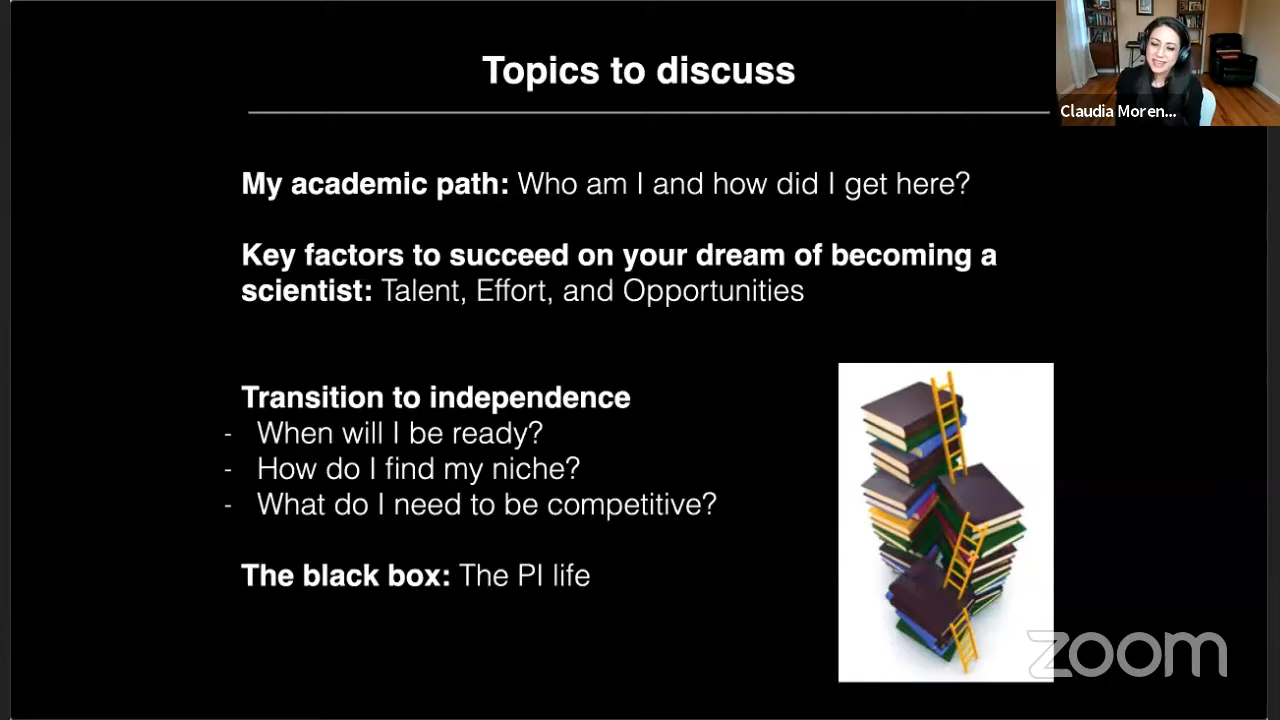 Topics to discuss
Claudia Moren...
My academic path: Who am I and how did I get here?
Key factors to succeed on your dream of becoming a
scientist: Talent, Effort, and Opportunities
Transition to independence
- When will I be ready?
- How do I find my niche?
- What do I need to be competitive?
The black box: The PI life
zoom